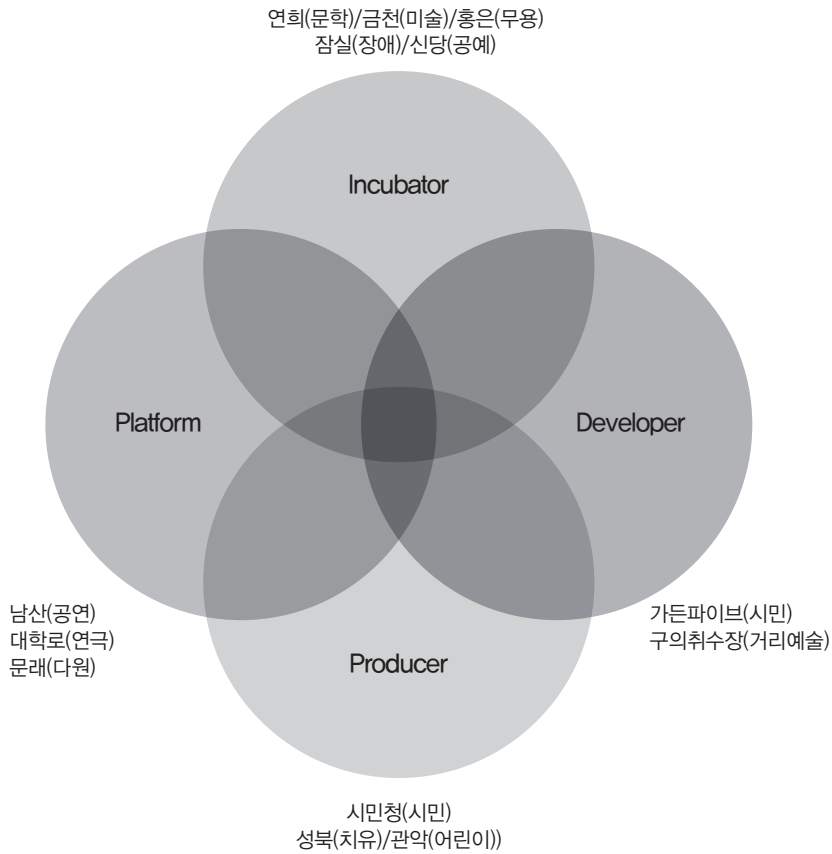 연희(문학)/금천(미술)/홍은(무용)
잠실(장애)/신당(공예)
Incubator
Platform
Developer
남산(공연)
대학로(연극)
문래(다원)
가든파이브(시민)
구의취수장(거리예술)
Producer
시민청(시민)
성북(치유)/관악(어린이))